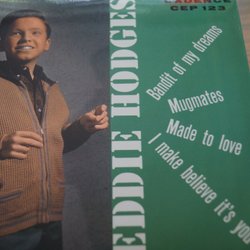 CADENCE
CEP 123
EDDIE HODGES
Bandit of my dreams
Mugmates
Made to love
I make believe it's you